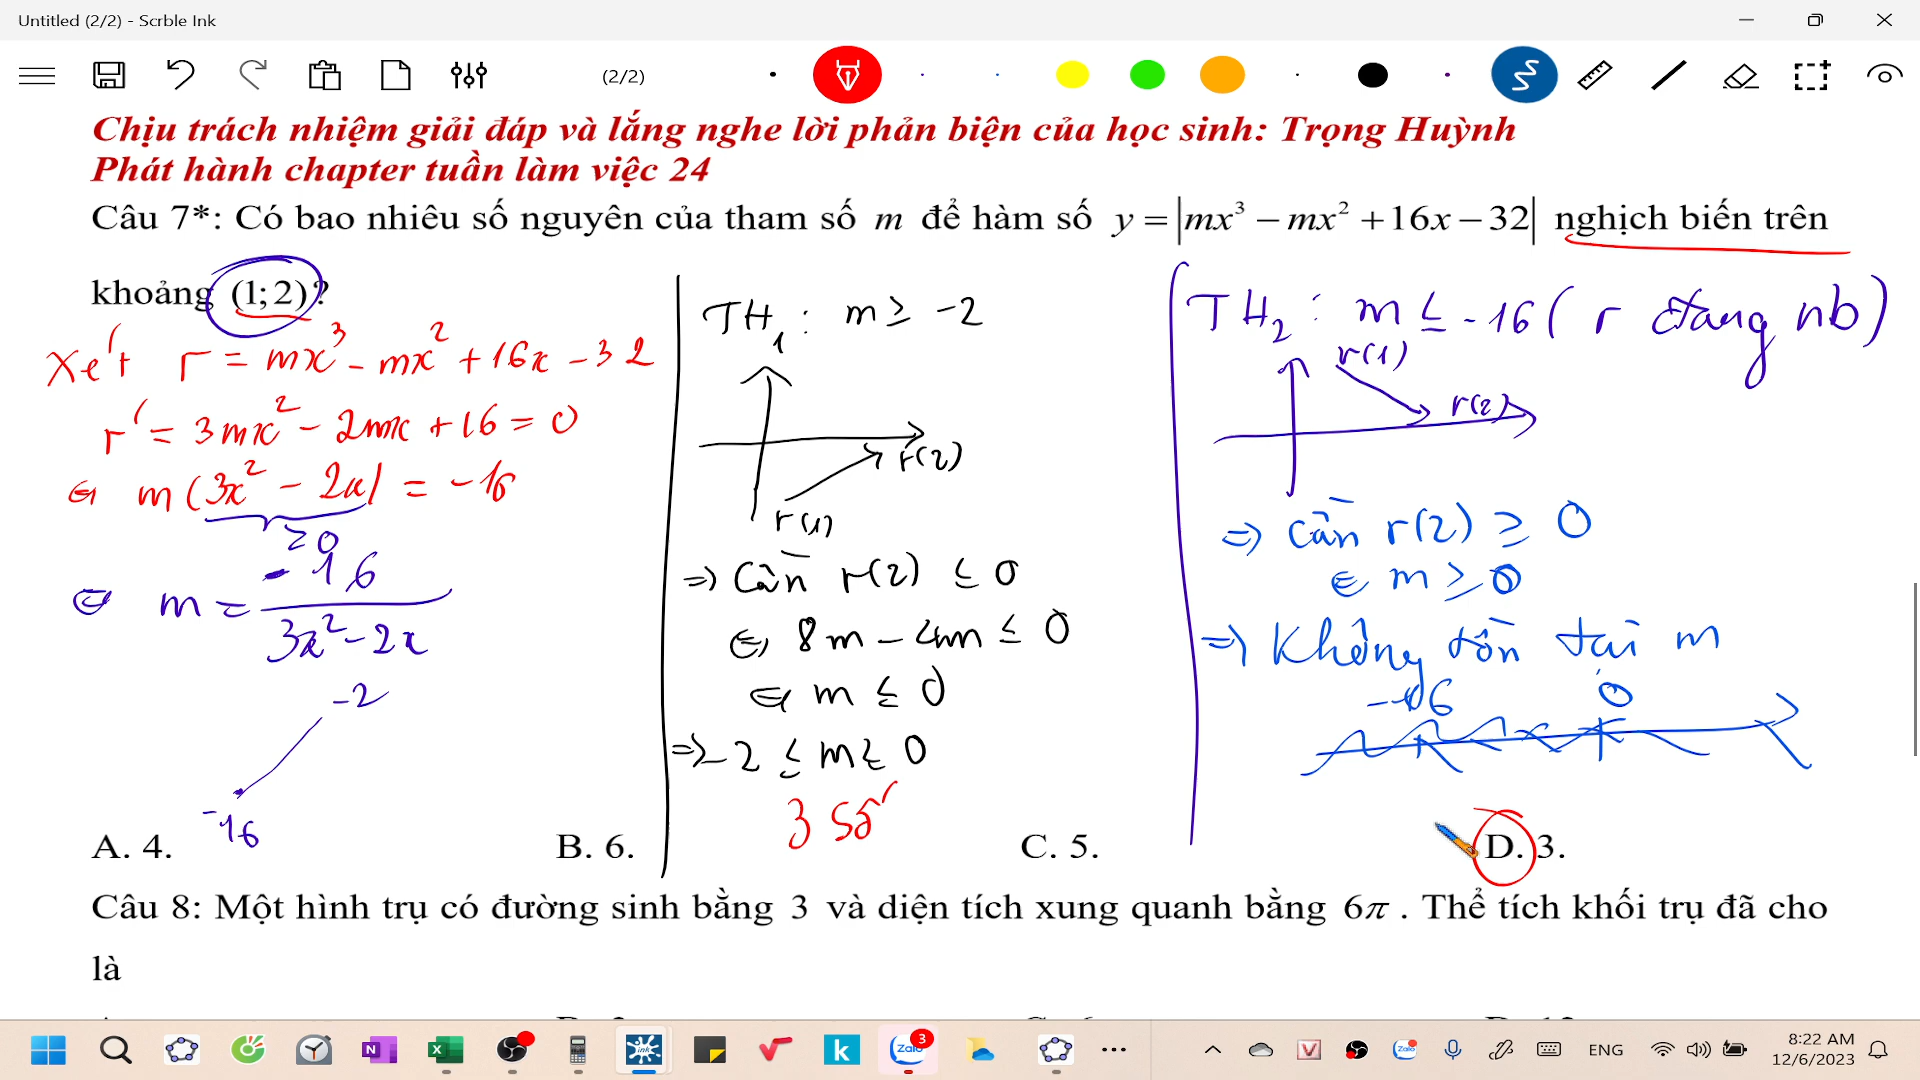 Untitled (2/2) - Scrble Ink
(2/2)
Chịu trách nhiệm giải đáp và lắng nghe lời phản biện của học sinh: Trọng Huỳnh
Phát hành chapter tuần làm việc 24
Câu 7*: Có bao nhiêu số nguyên của tham số m để hàm số y = |mx³ − mx² + 16x − 32| nghịch biến trên
khoảng (1;2)?
Xét r = mx³ - mx² + 16x - 32
r' = 3mx² - 2mx + 16 = 0
⇔ m(3x² - 2x) = -16
≥ 0
⇔ m = -16 / 3x² - 2x
-2
-16
TH₁ : m ≥ -2
r(2)
r(1)
⇒ Cần r(2) ≤ 0
⇔ 8m - 4m ≤ 0
⇔ m ≤ 0
⇒ -2 ≤ m ≤ 0
3 số
TH₂ : m ≤ -16 ( r đang nb)
r(1)
r(2)
⇒ cần r(2) ≥ 0
⇔ m ≥ 0
⇒ Không tồn tại m
-16 0
A. 4. B. 6. C. 5. D. 3.
Câu 8: Một hình trụ có đường sinh bằng 3 và diện tích xung quanh bằng 6π . Thể tích khối trụ đã cho
là
Zalo 3
ENG
8:22 AM
12/6/2023